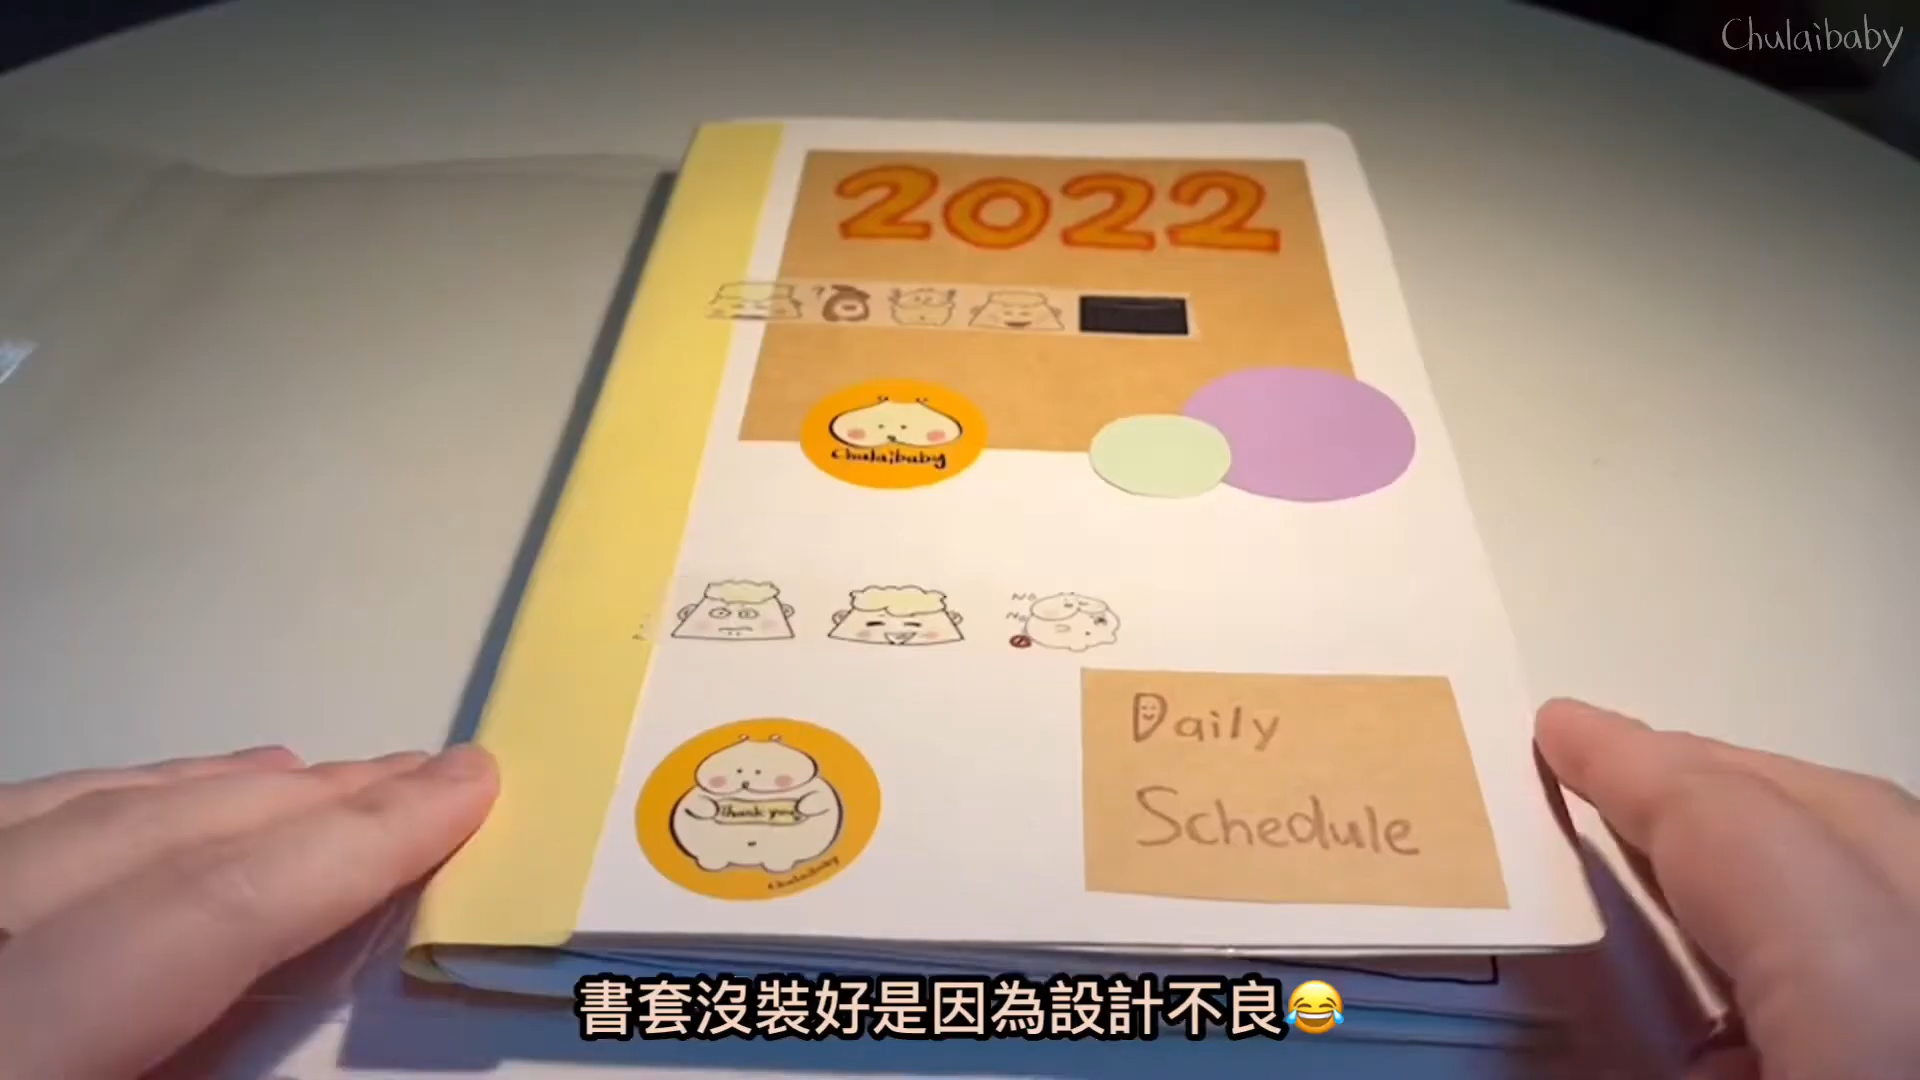 Chulaibaby
2022
?
Chulaibaby
No
No
Thank you
Chulaibaby
Daily
Schedule
書套沒裝好是因為設計不良😂